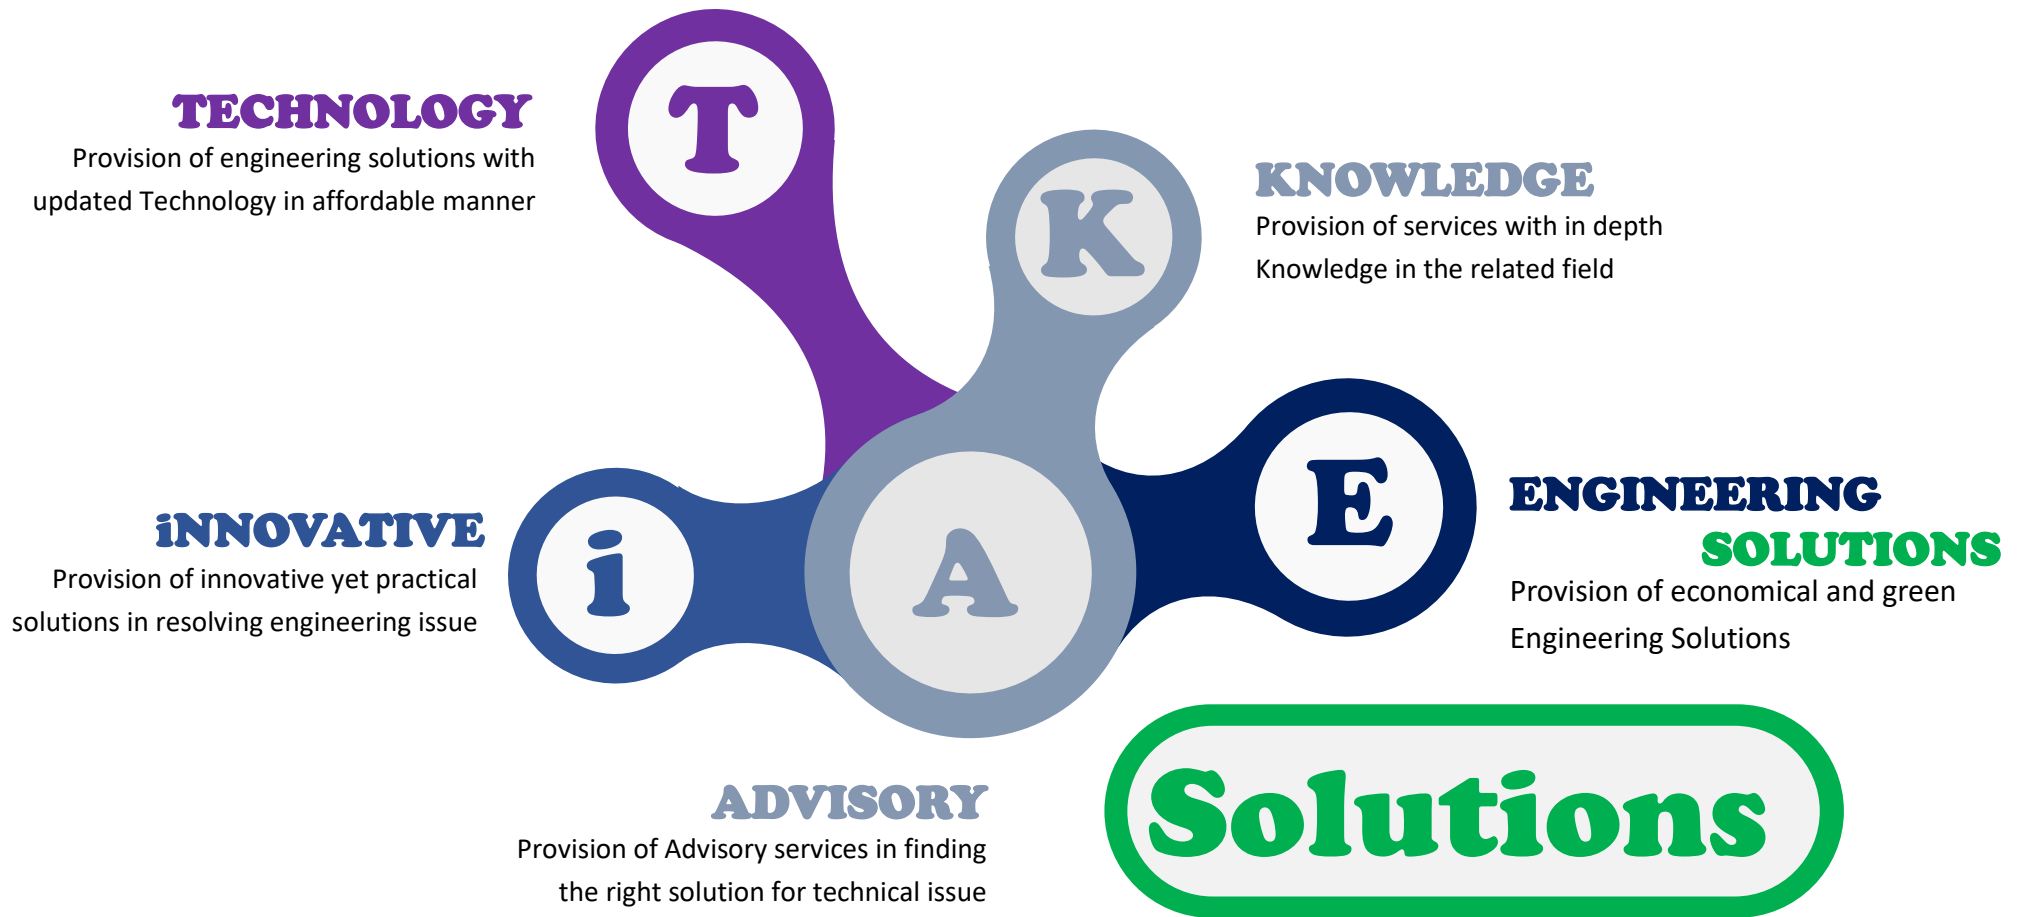 T
TECHNOLOGY
Provision of engineering solutions with
updated Technology in affordable manner
K
KNOWLEDGE
Provision of services with in depth
Knowledge in the related field
i
iNNOVATIVE
Provision of innovative yet practical
solutions in resolving engineering issue
A
E
ENGINEERING
SOLUTIONS
Provision of economical and green
Engineering Solutions
ADVISORY
Provision of Advisory services in finding
the right solution for technical issue
Solutions